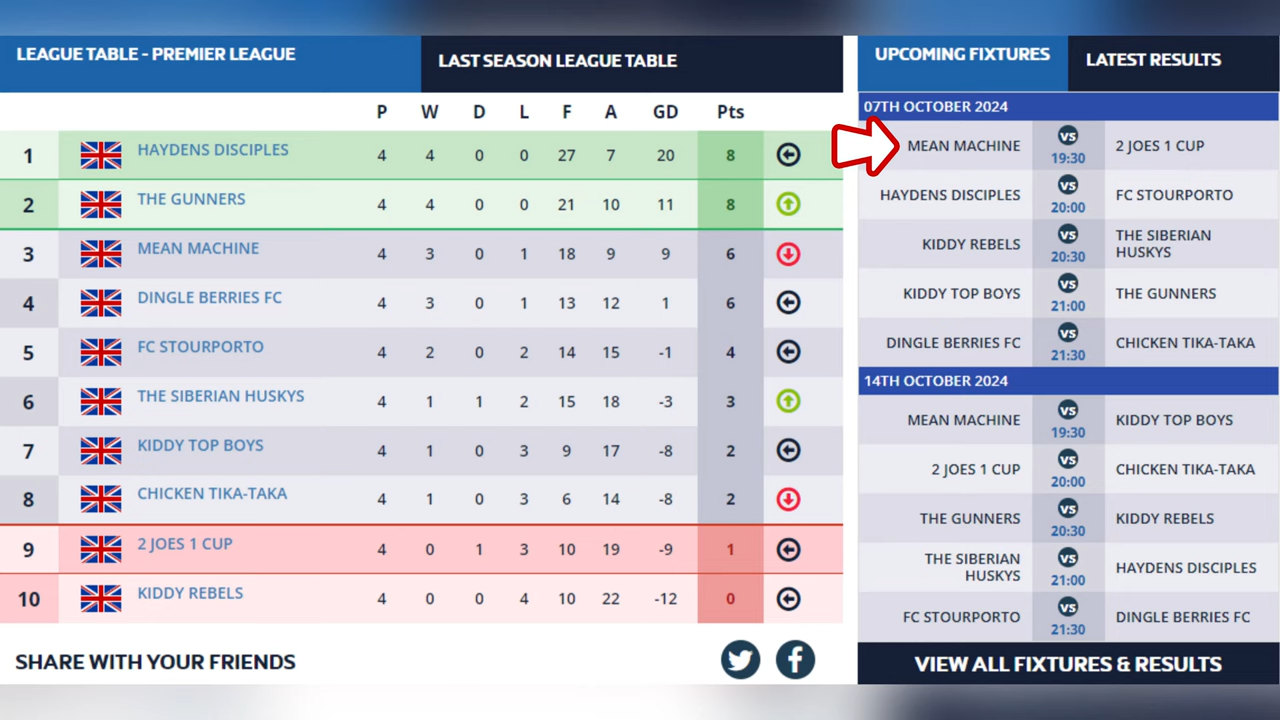 LEAGUE TABLE - PREMIER LEAGUE
LAST SEASON LEAGUE TABLE
P W D L F A GD Pts
1 HAYDENS DISCIPLES 4 4 0 0 27 7 20 8
2 THE GUNNERS 4 4 0 0 21 10 11 8
3 MEAN MACHINE 4 3 0 1 18 9 9 6
4 DINGLE BERRIES FC 4 3 0 1 13 12 1 6
5 FC STOURPORTO 4 2 0 2 14 15 -1 4
6 THE SIBERIAN HUSKYS 4 1 1 2 15 18 -3 3
7 KIDDY TOP BOYS 4 1 0 3 9 17 -8 2
8 CHICKEN TIKA-TAKA 4 1 0 3 6 14 -8 2
9 2 JOES 1 CUP 4 0 1 3 10 19 -9 1
10 KIDDY REBELS 4 0 0 4 10 22 -12 0
SHARE WITH YOUR FRIENDS
UPCOMING FIXTURES
LATEST RESULTS
07TH OCTOBER 2024
MEAN MACHINE vs 2 JOES 1 CUP
19:30
HAYDENS DISCIPLES vs FC STOURPORTO
20:00
KIDDY REBELS vs THE SIBERIAN
20:30 HUSKYS
KIDDY TOP BOYS vs THE GUNNERS
21:00
DINGLE BERRIES FC vs CHICKEN TIKA-TAKA
21:30
14TH OCTOBER 2024
MEAN MACHINE vs KIDDY TOP BOYS
19:30
2 JOES 1 CUP vs CHICKEN TIKA-TAKA
20:00
THE GUNNERS vs KIDDY REBELS
20:30
THE SIBERIAN vs HAYDENS DISCIPLES
HUSKYS 21:00
FC STOURPORTO vs DINGLE BERRIES FC
21:30
VIEW ALL FIXTURES & RESULTS